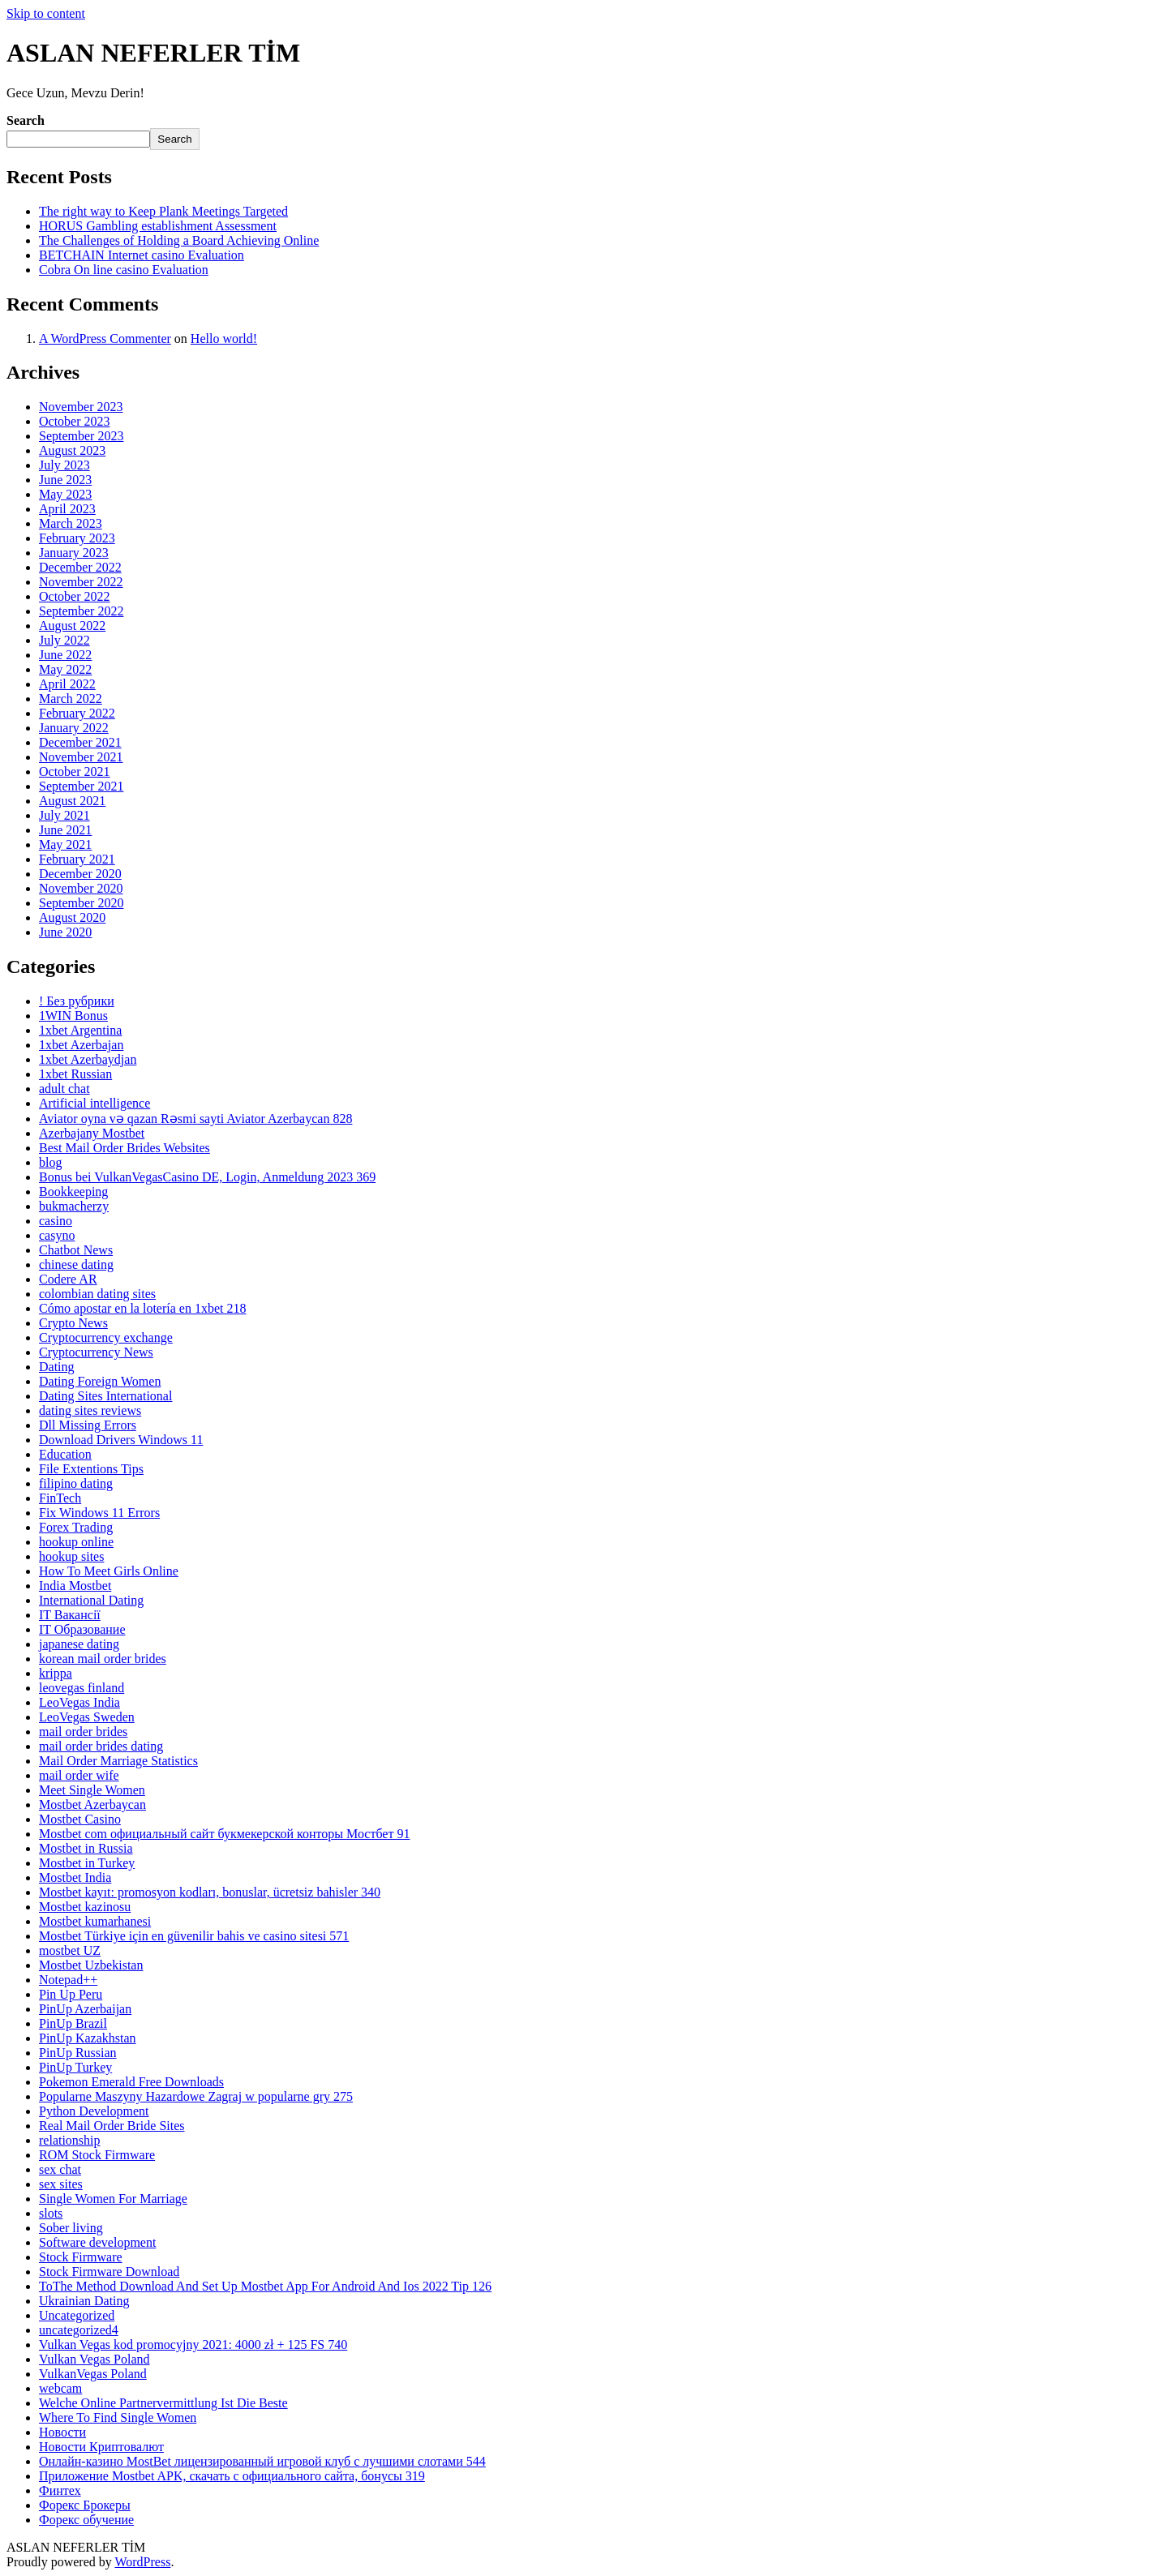 Skip to content
ASLAN NEFERLER TİM
Gece Uzun, Mevzu Derin!
Search
Search
Recent Posts
The right way to Keep Plank Meetings Targeted
HORUS Gambling establishment Assessment
The Challenges of Holding a Board Achieving Online
BETCHAIN Internet casino Evaluation
Cobra On line casino Evaluation
Recent Comments
1. A WordPress Commenter on Hello world!
Archives
November 2023
October 2023
September 2023
August 2023
July 2023
June 2023
May 2023
April 2023
March 2023
February 2023
January 2023
December 2022
November 2022
October 2022
September 2022
August 2022
July 2022
June 2022
May 2022
April 2022
March 2022
February 2022
January 2022
December 2021
November 2021
October 2021
September 2021
August 2021
July 2021
June 2021
May 2021
February 2021
December 2020
November 2020
September 2020
August 2020
June 2020
Categories
! Без рубрики
1WIN Bonus
1xbet Argentina
1xbet Azerbajan
1xbet Azerbaydjan
1xbet Russian
adult chat
Artificial intelligence
Aviator oyna və qazan Rəsmi sayti Aviator Azerbaycan 828
Azerbajany Mostbet
Best Mail Order Brides Websites
blog
Bonus bei VulkanVegasCasino DE, Login, Anmeldung 2023 369
Bookkeeping
bukmacherzy
casino
casyno
Chatbot News
chinese dating
Codere AR
colombian dating sites
Cómo apostar en la lotería en 1xbet 218
Crypto News
Cryptocurrency exchange
Cryptocurrency News
Dating
Dating Foreign Women
Dating Sites International
dating sites reviews
Dll Missing Errors
Download Drivers Windows 11
Education
File Extentions Tips
filipino dating
FinTech
Fix Windows 11 Errors
Forex Trading
hookup online
hookup sites
How To Meet Girls Online
India Mostbet
International Dating
IT Вакансії
IT Образование
japanese dating
korean mail order brides
krippa
leovegas finland
LeoVegas India
LeoVegas Sweden
mail order brides
mail order brides dating
Mail Order Marriage Statistics
mail order wife
Meet Single Women
Mostbet Azerbaycan
Mostbet Casino
Mostbet com официальный сайт букмекерской конторы Мостбет 91
Mostbet in Russia
Mostbet in Turkey
Mostbet India
Mostbet kayıt: promosyon kodları, bonuslar, ücretsiz bahisler 340
Mostbet kazinosu
Mostbet kumarhanesi
Mostbet Türkiye için en güvenilir bahis ve casino sitesi 571
mostbet UZ
Mostbet Uzbekistan
Notepad++
Pin Up Peru
PinUp Azerbaijan
PinUp Brazil
PinUp Kazakhstan
PinUp Russian
PinUp Turkey
Pokemon Emerald Free Downloads
Popularne Maszyny Hazardowe Zagraj w popularne gry 275
Python Development
Real Mail Order Bride Sites
relationship
ROM Stock Firmware
sex chat
sex sites
Single Women For Marriage
slots
Sober living
Software development
Stock Firmware
Stock Firmware Download
ToThe Method Download And Set Up Mostbet App For Android And Ios 2022 Tip 126
Ukrainian Dating
Uncategorized
uncategorized4
Vulkan Vegas kod promocyjny 2021: 4000 zł + 125 FS 740
Vulkan Vegas Poland
VulkanVegas Poland
webcam
Welche Online Partnervermittlung Ist Die Beste
Where To Find Single Women
Новости
Новости Криптовалют
Онлайн-казино MostBet лицензированный игровой клуб с лучшими слотами 544
Приложение Mostbet APK, скачать с официального сайта, бонусы 319
Финтех
Форекс Брокеры
Форекс обучение
ASLAN NEFERLER TİM
Proudly powered by WordPress.